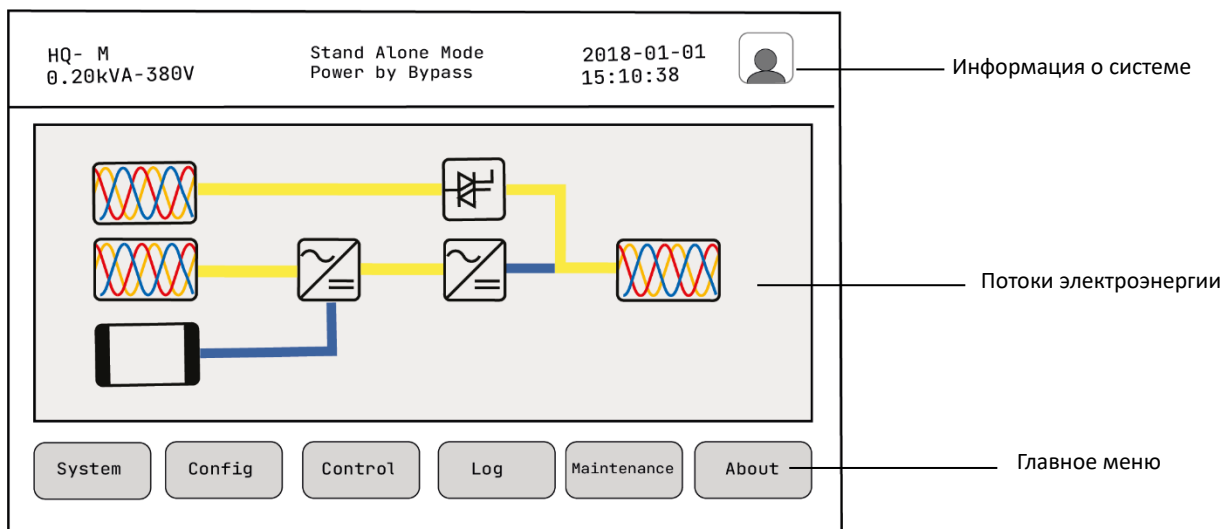 HQ- M
0.20kVA-380V
Stand Alone Mode
Power by Bypass
2018-01-01
15:10:38
Информация о системе
Потоки электроэнергии
System
Config
Control
Log
Maintenance
About
Главное меню